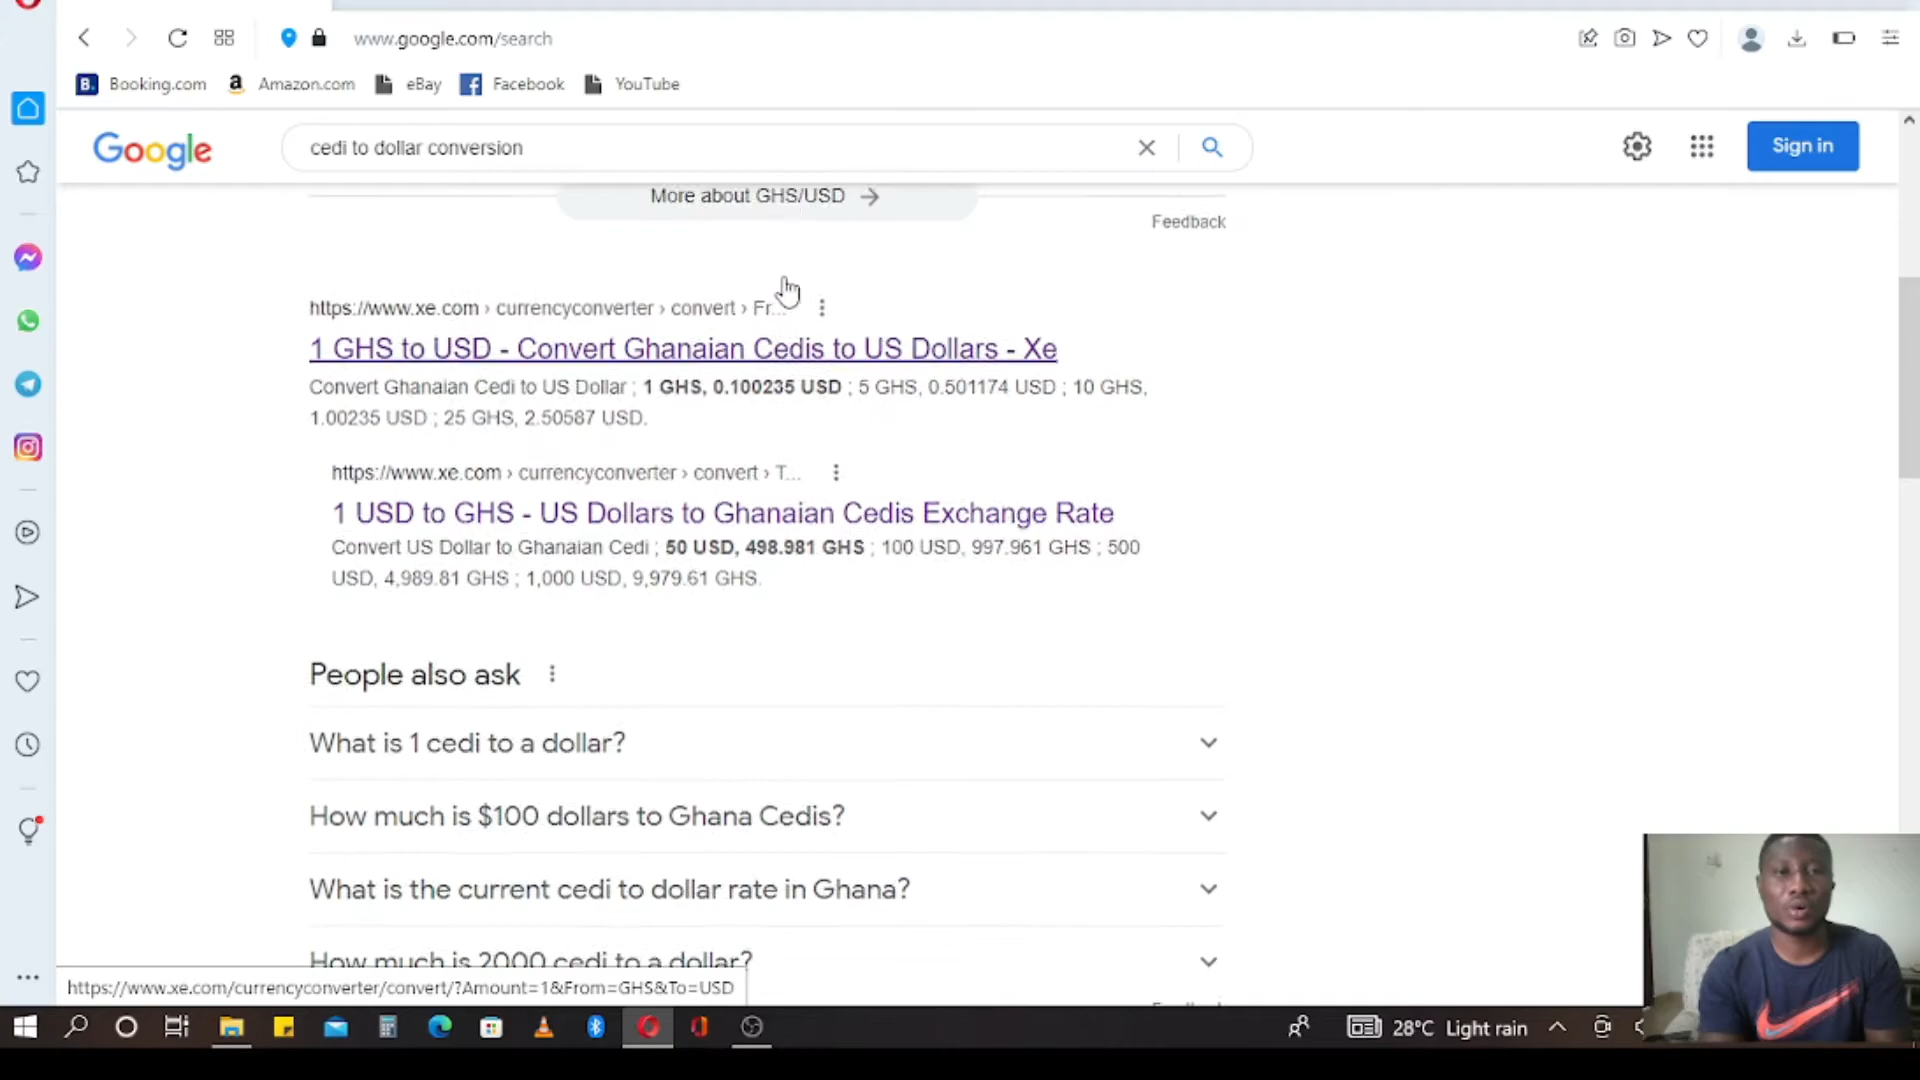 www.google.com/search
Booking.com
Amazon.com
eBay
Facebook
YouTube
Google
cedi to dollar conversion
Sign in
More about GHS/USD
Feedback
https://www.xe.com › currencyconverter › convert › Fr...
1 GHS to USD - Convert Ghanaian Cedis to US Dollars - Xe
Convert Ghanaian Cedi to US Dollar ; 1 GHS, 0.100235 USD ; 5 GHS, 0.501174 USD ; 10 GHS,
1.00235 USD ; 25 GHS, 2.50587 USD.
https://www.xe.com › currencyconverter › convert › T...
1 USD to GHS - US Dollars to Ghanaian Cedis Exchange Rate
Convert US Dollar to Ghanaian Cedi ; 50 USD, 498.981 GHS ; 100 USD, 997.961 GHS ; 500
USD, 4,989.81 GHS ; 1,000 USD, 9,979.61 GHS.
People also ask
What is 1 cedi to a dollar?
How much is $100 dollars to Ghana Cedis?
What is the current cedi to dollar rate in Ghana?
How much is 2000 cedi to a dollar?
https://www.xe.com/currencyconverter/convert/?Amount=1&From=GHS&To=USD
28°C Light rain